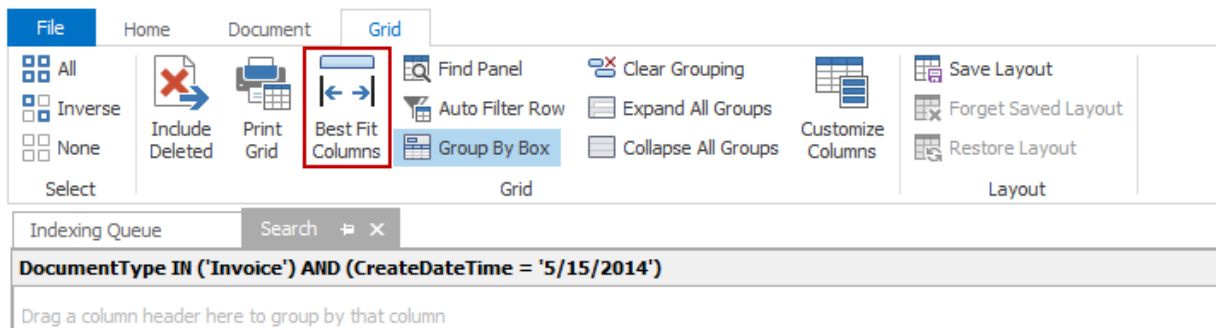 File Home Document Grid
All
Inverse
None
Select
Include
Deleted
Print
Grid
Best Fit
Columns
Find Panel
Auto Filter Row
Group By Box
Clear Grouping
Expand All Groups
Collapse All Groups
Customize
Columns
Grid
Save Layout
Forget Saved Layout
Restore Layout
Layout
Indexing Queue Search
DocumentType IN ('Invoice') AND (CreateDateTime = '5/15/2014')
Drag a column header here to group by that column